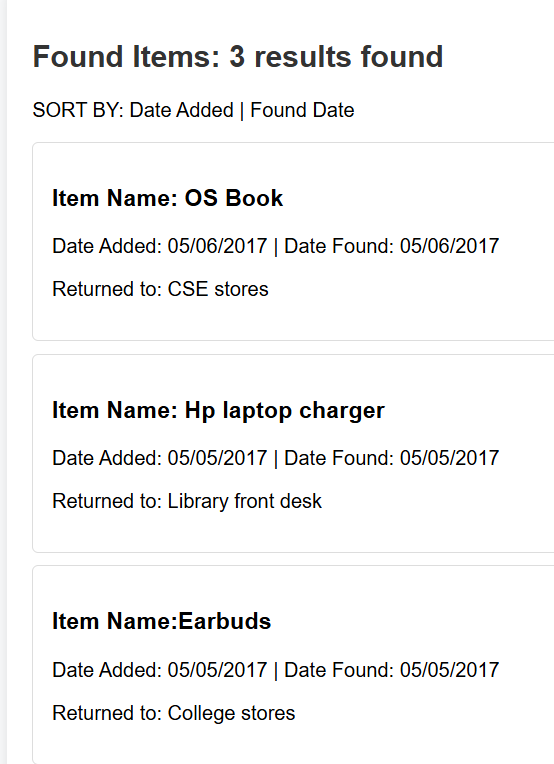 Found Items: 3 results found
SORT BY: Date Added | Found Date
Item Name: OS Book
Date Added: 05/06/2017 | Date Found: 05/06/2017
Returned to: CSE stores
Item Name: Hp laptop charger
Date Added: 05/05/2017 | Date Found: 05/05/2017
Returned to: Library front desk
Item Name:Earbuds
Date Added: 05/05/2017 | Date Found: 05/05/2017
Returned to: College stores